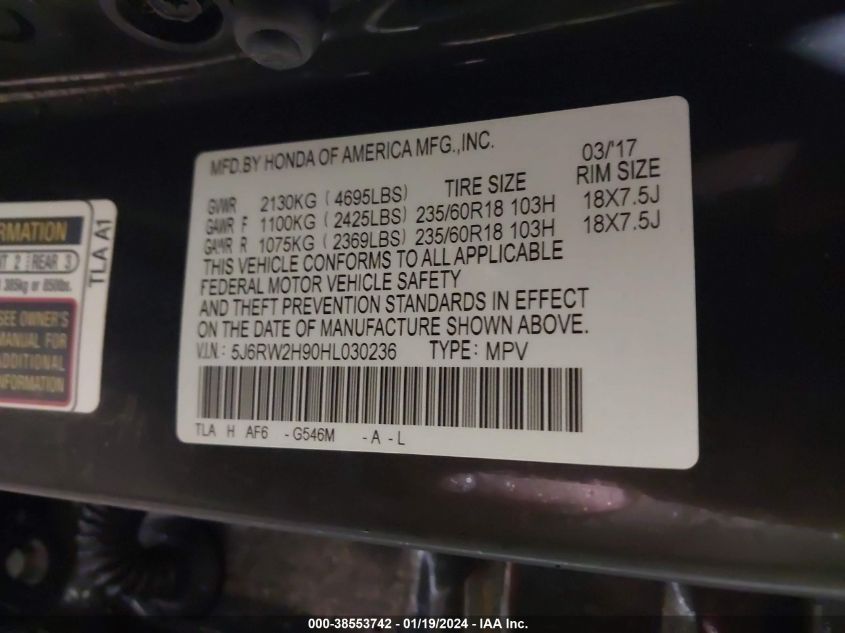 MFD.BY HONDA OF AMERICA MFG.,INC. 03/'17
TIRE SIZE RIM SIZE
GVWR 2130KG (4695LBS)
GAWR F 1100KG (2425LBS) 235/60R18 103H 18X7.5J
GAWR R 1075KG (2369LBS) 235/60R18 103H 18X7.5J
THIS VEHICLE CONFORMS TO ALL APPLICABLE
FEDERAL MOTOR VEHICLE SAFETY
AND THEFT PREVENTION STANDARDS IN EFFECT
ON THE DATE OF MANUFACTURE SHOWN ABOVE.
V.I.N.: 5J6RW2H90HL030236 TYPE: MPV
TLA H AF6 -G546M -A-L
TLA A1
2 REAR 3
385kg or 850lbs.
SEE OWNER'S
MANUAL FOR
ADDITIONAL
INFORMATION
000-38553742 - 01/19/2024 - IAA Inc.